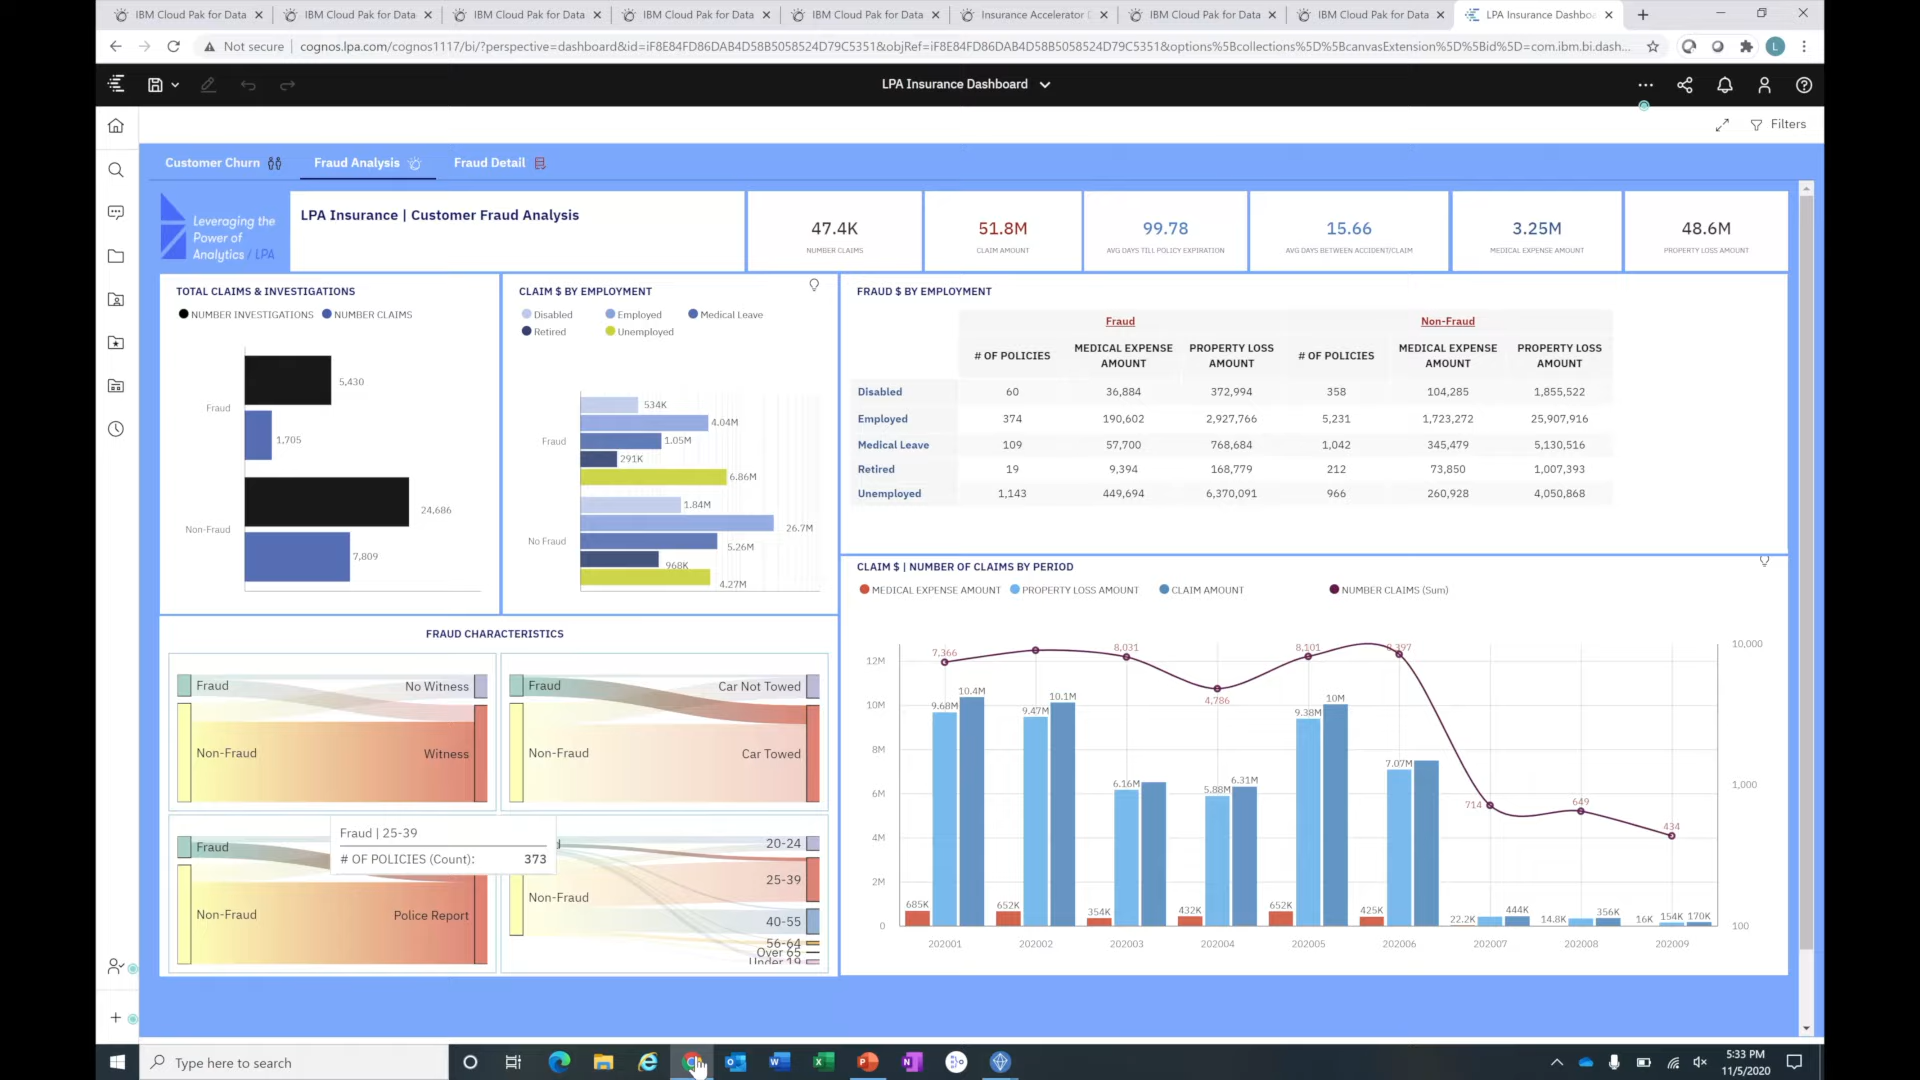 IBM Cloud Pak for Data
IBM Cloud Pak for Data
IBM Cloud Pak for Data
IBM Cloud Pak for Data
IBM Cloud Pak for Data
Insurance Accelerator
IBM Cloud Pak for Data
IBM Cloud Pak for Data
LPA Insurance Dashboa
Not secure
cognos.lpa.com/cognos1117/bi/?perspective=dashboard&id=iF8E84FD86DAB4D58B5058524D79C5351&objRef=iF8E84FD86DAB4D58B5058524D79C5351&options%5Bcollections%5D%5BcanvasExtension%5D%5Bid%5D=com.ibm.bi.dash...
L
LPA Insurance Dashboard
Filters
Customer Churn
Fraud Analysis
Fraud Detail
Leveraging the
Power of
Analytics / LPA
LPA Insurance | Customer Fraud Analysis
47.4K
NUMBER CLAIMS
51.8M
CLAIM AMOUNT
99.78
AVG DAYS TILL POLICY EXPIRATION
15.66
AVG DAYS BETWEEN ACCIDENT/CLAIM
3.25M
MEDICAL EXPENSE AMOUNT
48.6M
PROPERTY LOSS AMOUNT
TOTAL CLAIMS & INVESTIGATIONS
NUMBER INVESTIGATIONS NUMBER CLAIMS
Fraud
5,430
1,705
Non-Fraud
24,686
7,809
CLAIM $ BY EMPLOYMENT
Disabled Employed Medical Leave
Retired Unemployed
Fraud
534K
4.04M
1.05M
291K
6.86M
No Fraud
1.84M
26.7M
5.26M
968K
4.27M
FRAUD $ BY EMPLOYMENT
Fraud Non-Fraud
# OF POLICIES MEDICAL EXPENSE AMOUNT PROPERTY LOSS AMOUNT # OF POLICIES MEDICAL EXPENSE AMOUNT PROPERTY LOSS AMOUNT
Disabled 60 36,884 372,994 358 104,285 1,855,522
Employed 374 190,602 2,927,766 5,231 1,723,272 25,907,916
Medical Leave 109 57,700 768,684 1,042 345,479 5,130,516
Retired 19 9,394 168,779 212 73,850 1,007,393
Unemployed 1,143 449,694 6,370,091 966 260,928 4,050,868
FRAUD CHARACTERISTICS
Fraud No Witness
Non-Fraud Witness
Fraud Car Not Towed
Non-Fraud Car Towed
Fraud
Non-Fraud Police Report
Fraud | 25-39
# OF POLICIES (Count): 373
Non-Fraud
20-24
25-39
40-55
56-64
Over 65
Under 19
CLAIM $ | NUMBER OF CLAIMS BY PERIOD
MEDICAL EXPENSE AMOUNT PROPERTY LOSS AMOUNT CLAIM AMOUNT NUMBER CLAIMS (Sum)
12M
10M
8M
6M
4M
2M
0
10,000
1,000
100
7,366
8,031
4,786
8,101
8,397
714
649
434
685K 9.68M 10.4M
652K 9.47M 10.1M
354K 6.16M
432K 5.88M 6.31M
652K 9.38M 10M
425K 7.07M
22.2K 444K
14.8K 356K
16K 154K 170K
202001 202002 202003 202004 202005 202006 202007 202008 202009
Type here to search
5:33 PM
11/5/2020